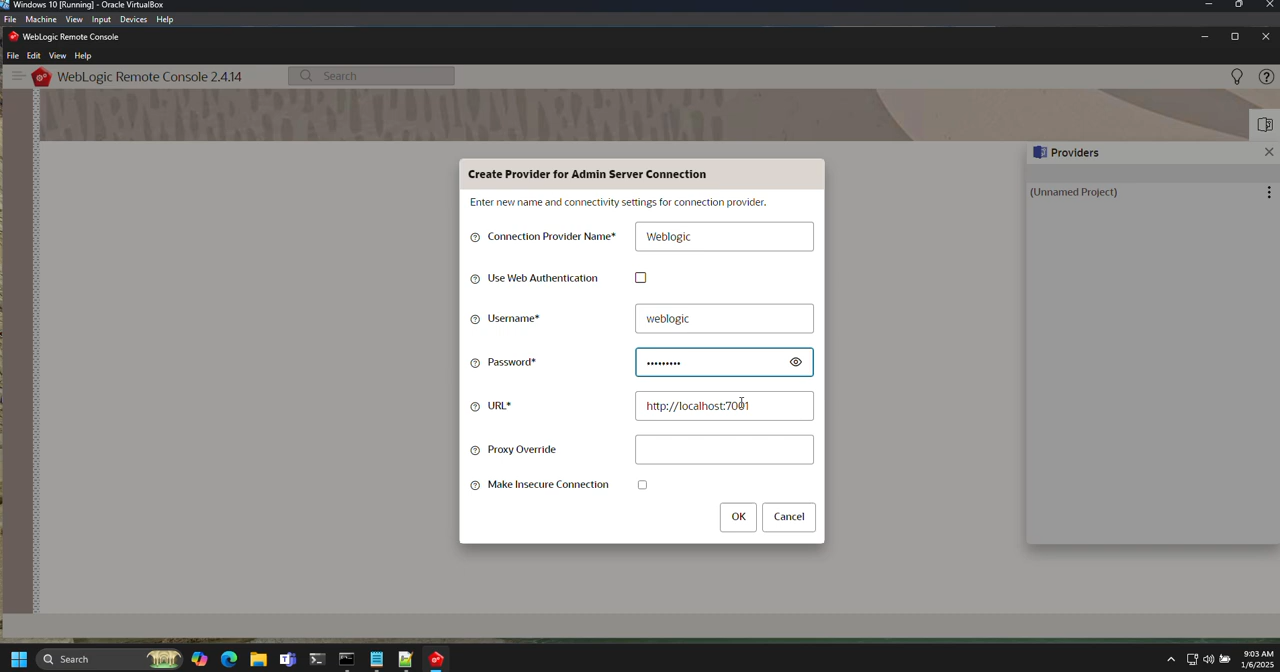 Windows 10 [Running] - Oracle VirtualBox
File Machine View Input Devices Help
WebLogic Remote Console
File Edit View Help
WebLogic Remote Console 2.4.14
Search
Providers
(Unnamed Project)
Create Provider for Admin Server Connection
Enter new name and connectivity settings for connection provider.
Connection Provider Name* Weblogic
Use Web Authentication
Username* weblogic
Password* •••••••••
URL* http://localhost:7001
Proxy Override
Make Insecure Connection
OK Cancel
Search
9:03 AM
1/6/2025